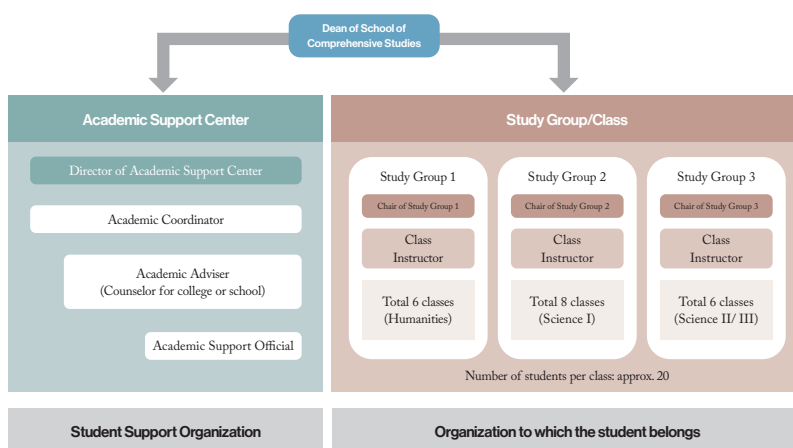 Dean of School of
Comprehensive Studies
Academic Support Center
Director of Academic Support Center
Academic Coordinator
Academic Adviser
(Counselor for college or school)
Academic Support Official
Student Support Organization
Study Group/Class
Study Group 1
Chair of Study Group 1
Class
Instructor
Total 6 classes
(Humanities)
Study Group 2
Chair of Study Group 2
Class
Instructor
Total 8 classes
(Science I)
Study Group 3
Chair of Study Group 3
Class
Instructor
Total 6 classes
(Science II/ III)
Number of students per class: approx. 20
Organization to which the student belongs